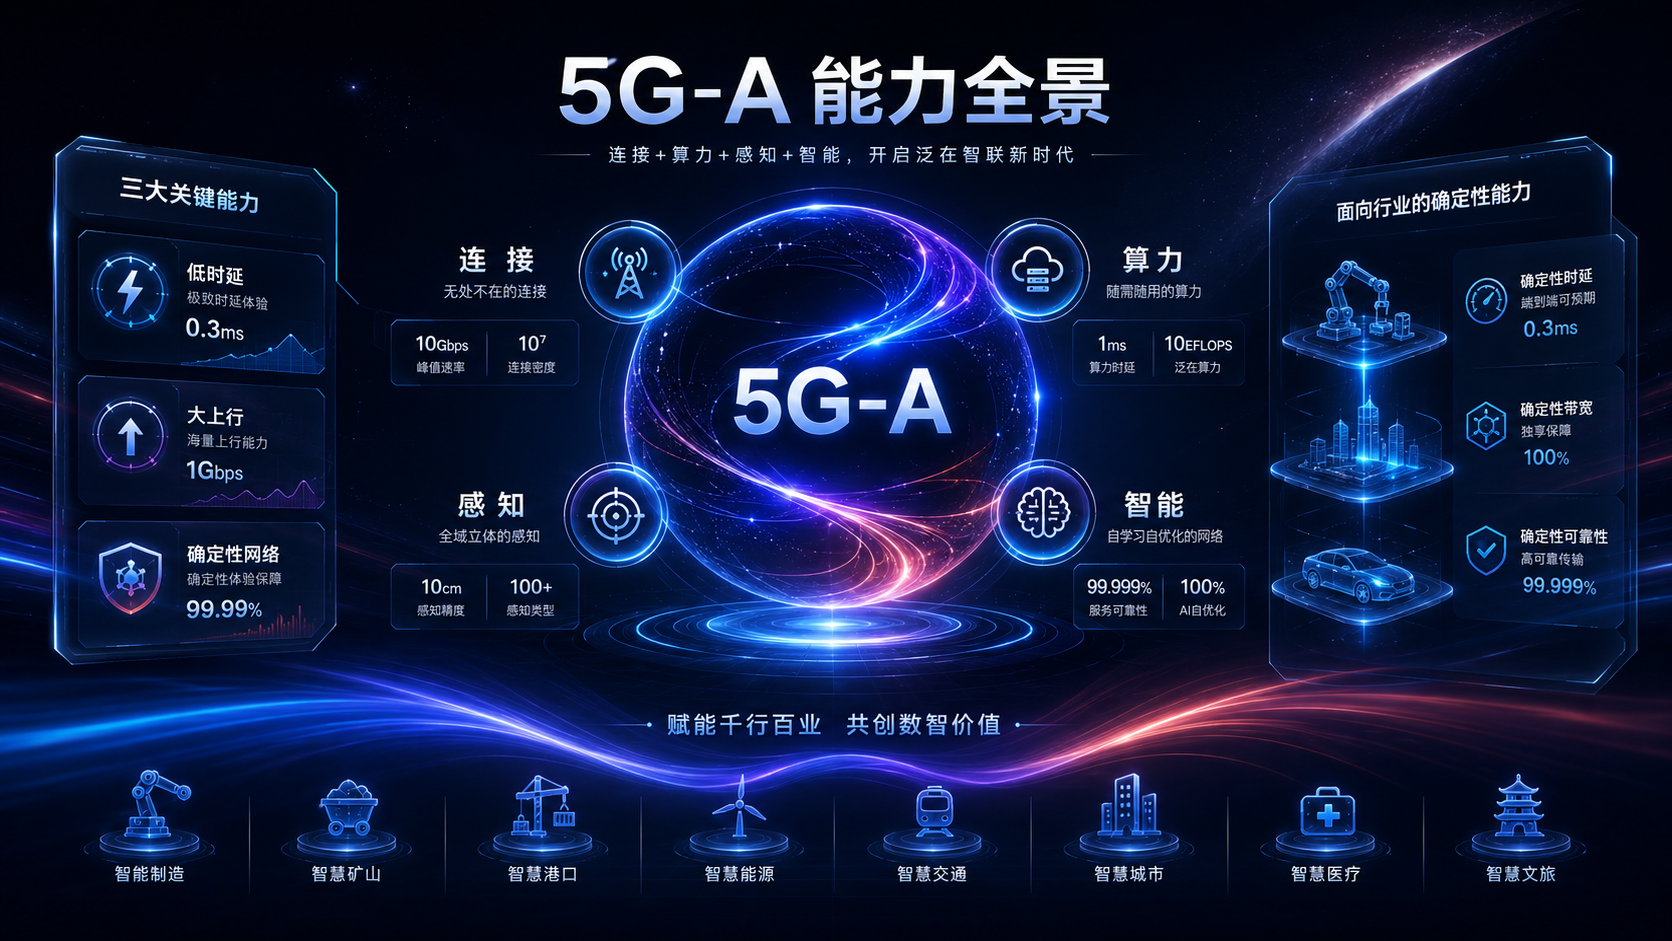 5G-A 能力全景
连接+算力+感知+智能，开启泛在智联新时代
三大关键能力
低时延
极致时延体验
0.3ms
大上行
海量上行能力
1Gbps
确定性网络
确定性体验保障
99.99%
连接
无处不在的连接
10Gbps
峰值速率
10⁷
连接密度
感知
全域立体的感知
10cm
感知精度
100+
感知类型
5G-A
算力
随需随用的算力
1ms
算力时延
10EFLOPS
泛在算力
智能
自学习自优化的网络
99.999%
服务可靠性
100%
AI自优化
面向行业的确定性能力
确定性时延
端到端可预期
0.3ms
确定性带宽
独享保障
100%
确定性可靠性
高可靠传输
99.999%
赋能千行百业 共创数智价值
智能制造
智慧矿山
智慧港口
智慧能源
智慧交通
智慧城市
智慧医疗
智慧文旅